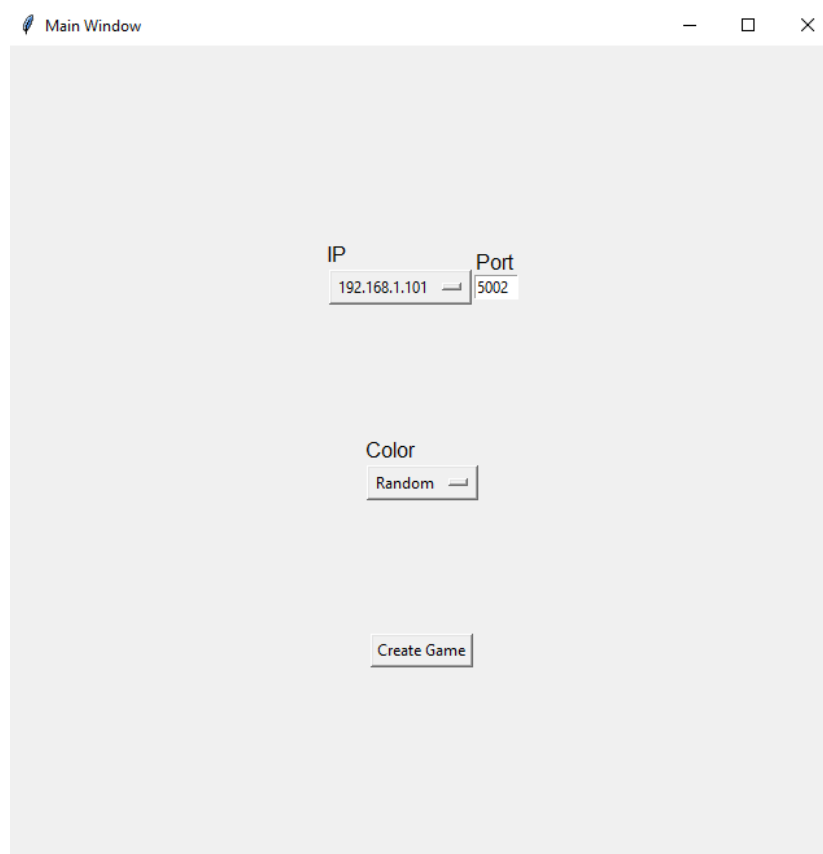 Main Window
IP
Port
192.168.1.101
5002
Color
Random
Create Game